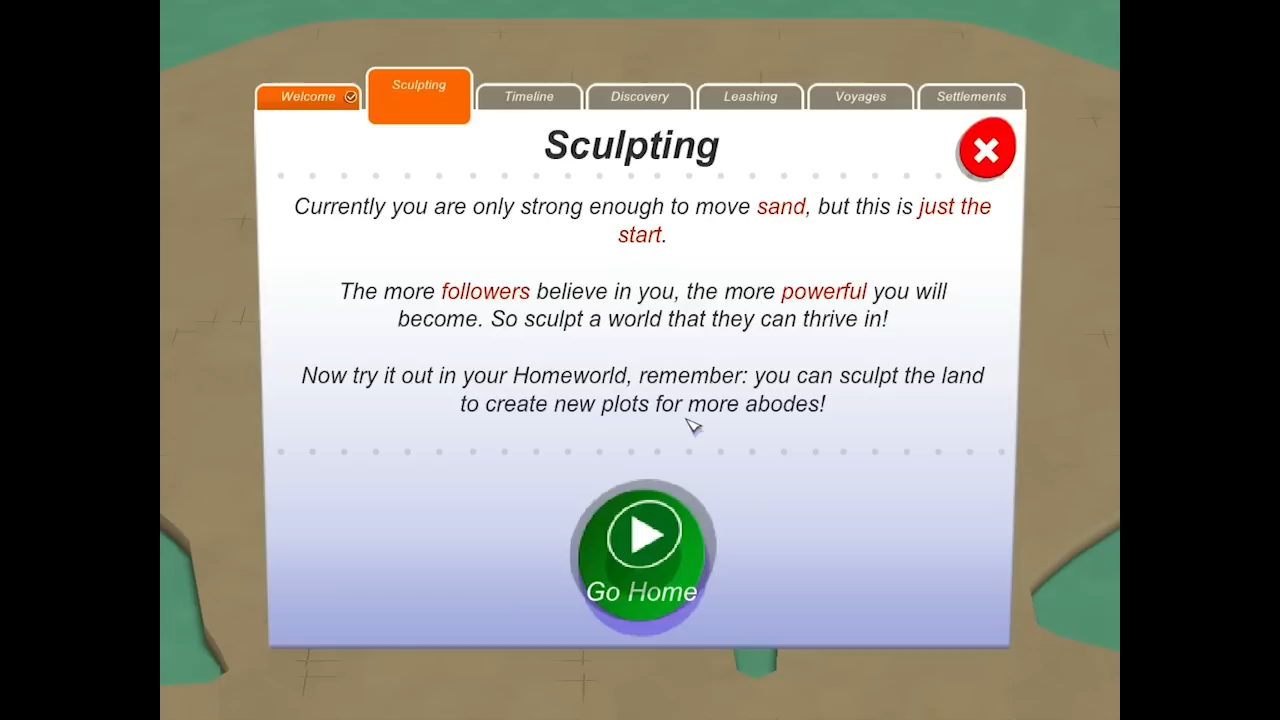 Welcome
Sculpting
Timeline
Discovery
Leashing
Voyages
Settlements
Sculpting
Currently you are only strong enough to move sand, but this is just the
start.
The more followers believe in you, the more powerful you will
become. So sculpt a world that they can thrive in!
Now try it out in your Homeworld, remember: you can sculpt the land
to create new plots for more abodes!
Go Home